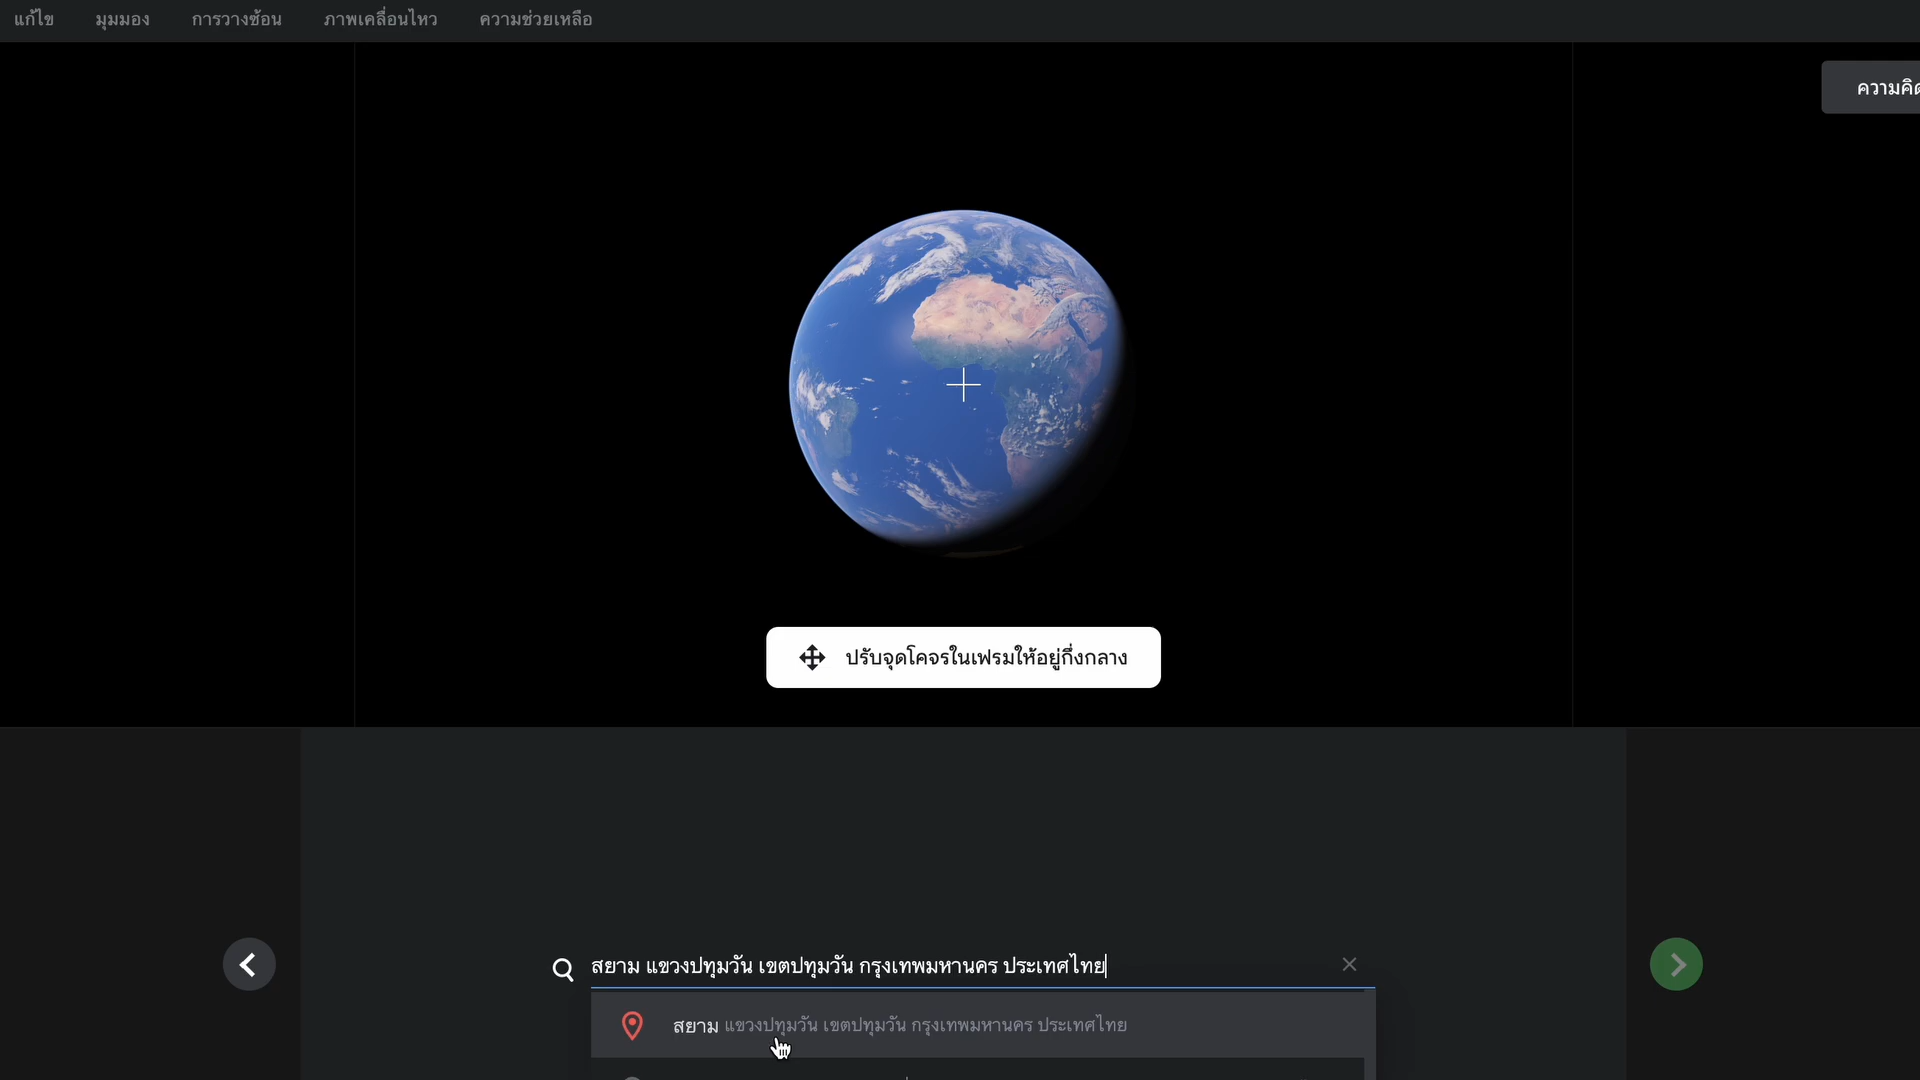 แก้ไข มุมมอง การวางซ้อน ภาพเคลื่อนไหว ความช่วยเหลือ
ความคิด
ปรับจุดโคจรในเฟรมให้อยู่กึ่งกลาง
สยาม แขวงปทุมวัน เขตปทุมวัน กรุงเทพมหานคร ประเทศไทย
สยาม แขวงปทุมวัน เขตปทุมวัน กรุงเทพมหานคร ประเทศไทย